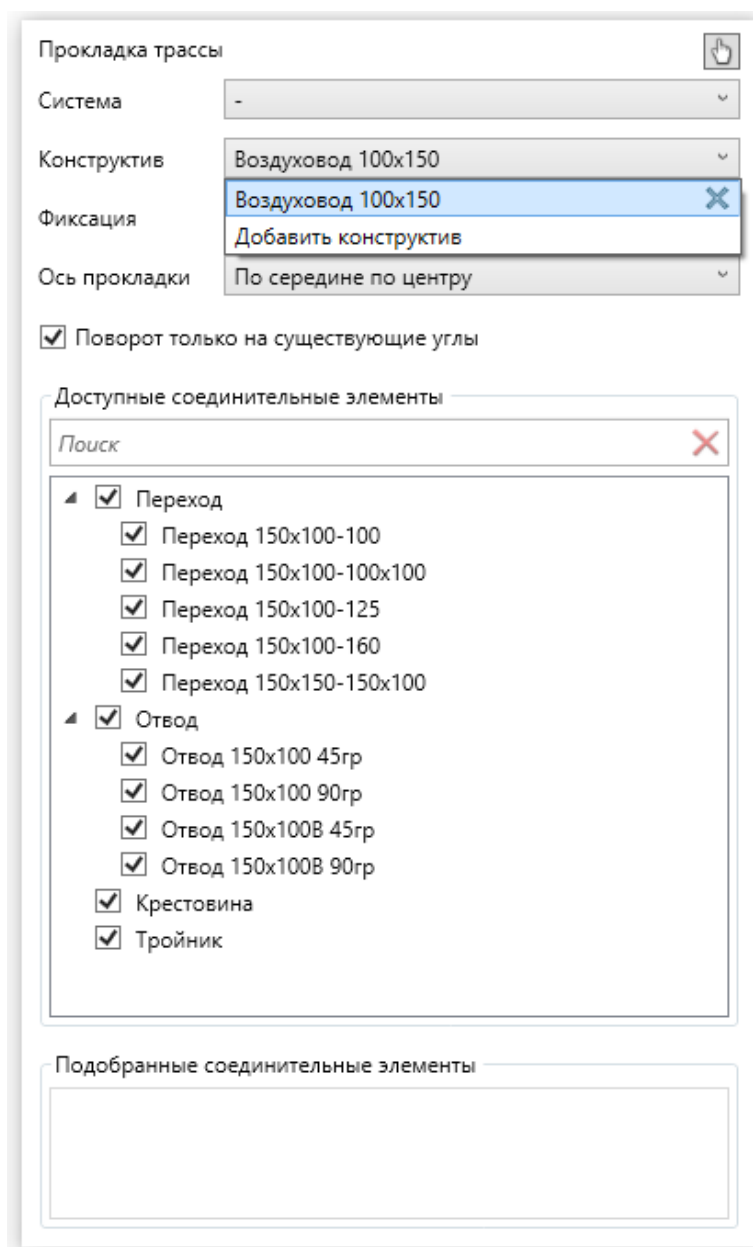 Прокладка трассы
Система -
Конструктив Воздуховод 100x150
Воздуховод 100x150
Фиксация
Добавить конструктив
Ось прокладки По середине по центру
Поворот только на существующие углы
Доступные соединительные элементы
Поиск
Переход
Переход 150x100-100
Переход 150x100-100x100
Переход 150x100-125
Переход 150x100-160
Переход 150x150-150x100
Отвод
Отвод 150x100 45гр
Отвод 150x100 90гр
Отвод 150x100В 45гр
Отвод 150x100В 90гр
Крестовина
Тройник
Подобранные соединительные элементы